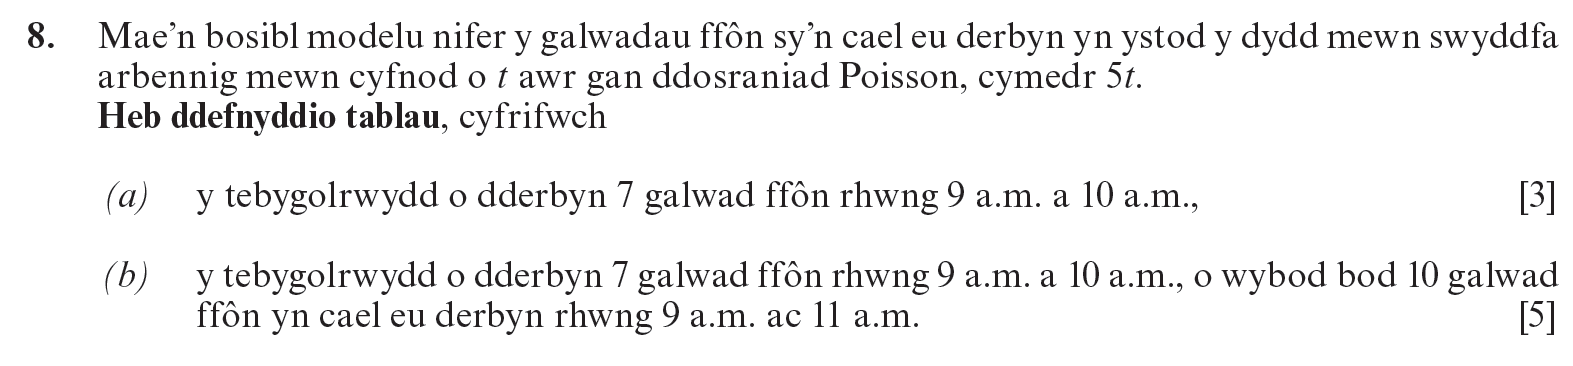 8. Mae’n bosibl modelu nifer y galwadau ffôn sy’n cael eu derbyn yn ystod y dydd mewn swyddfa
arbennig mewn cyfnod o t awr gan ddosraniad Poisson, cymedr 5t.
Heb ddefnyddio tablau, cyfrifwch
(a) y tebygolrwydd o dderbyn 7 galwad ffôn rhwng 9 a.m. a 10 a.m., [3]
(b) y tebygolrwydd o dderbyn 7 galwad ffôn rhwng 9 a.m. a 10 a.m., o wybod bod 10 galwad
ffôn yn cael eu derbyn rhwng 9 a.m. ac 11 a.m. [5]